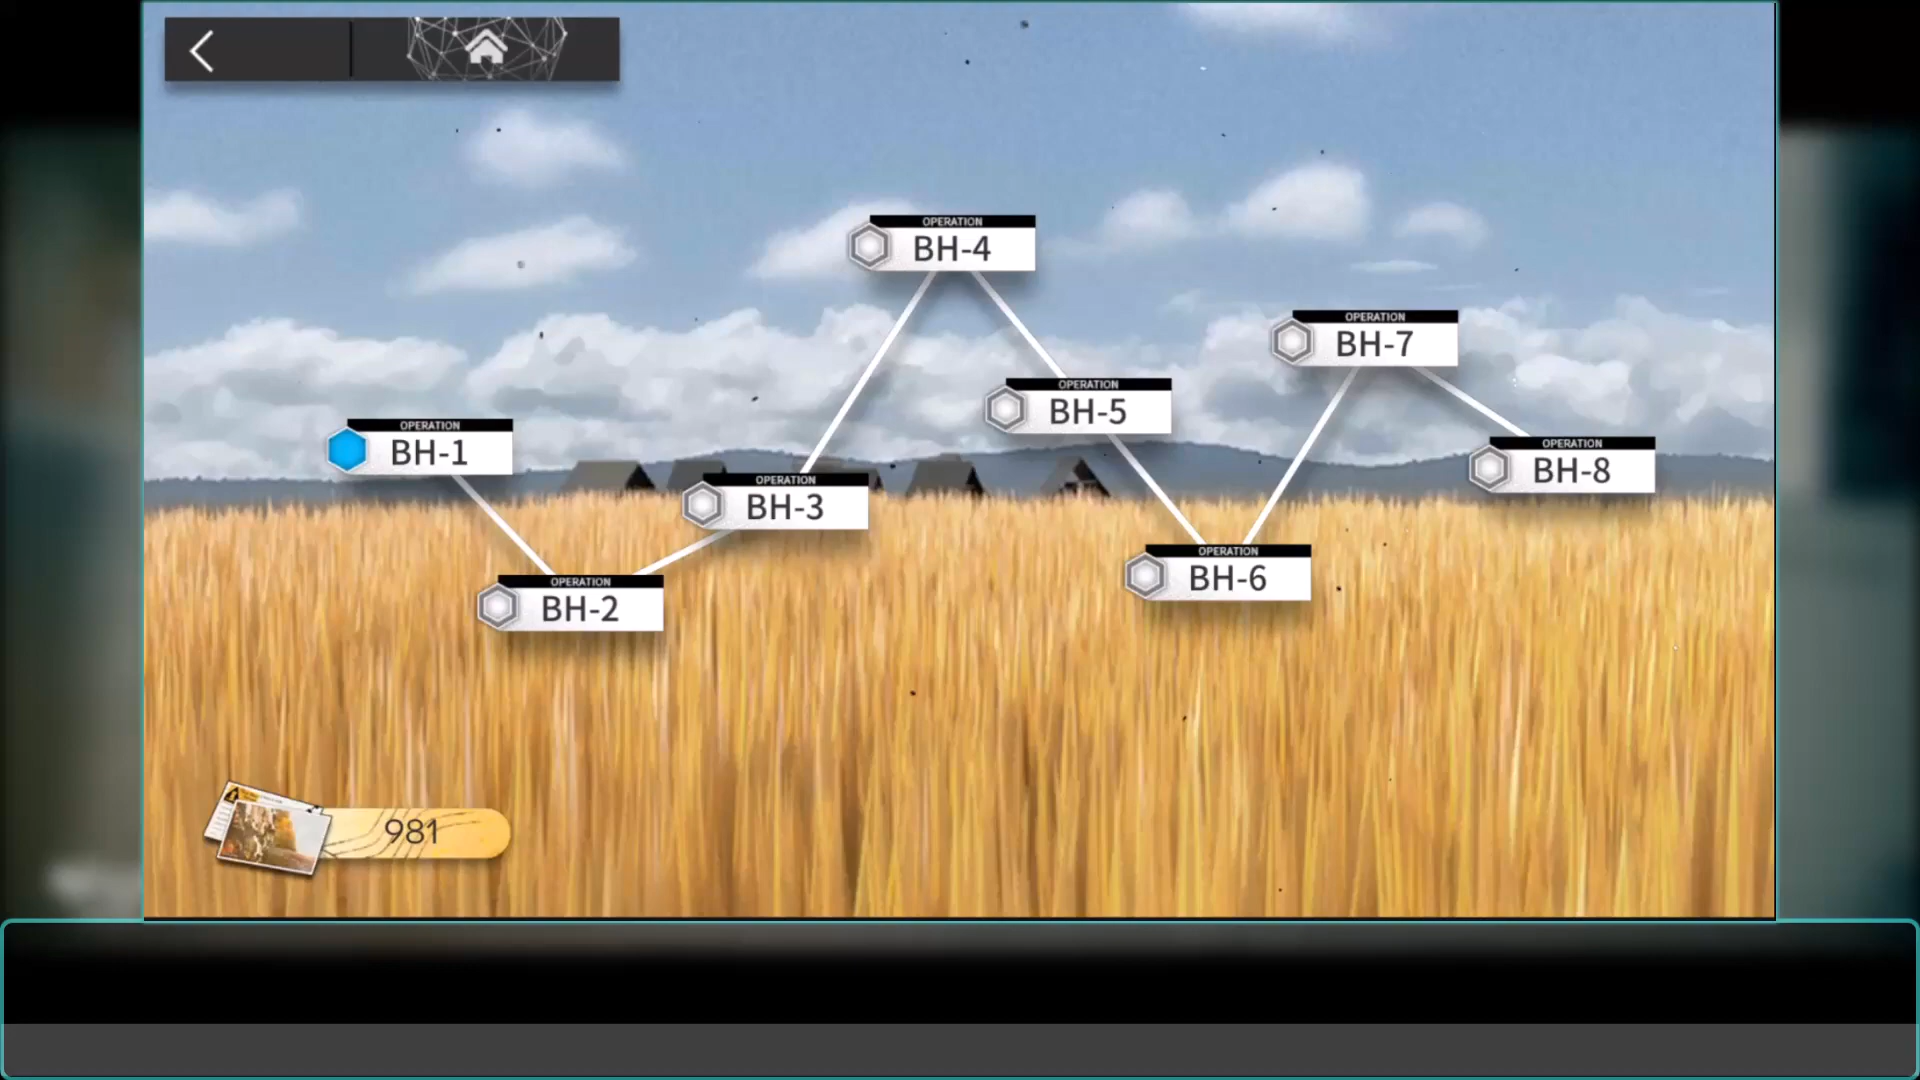 OPERATION
BH-4
OPERATION
BH-7
OPERATION
BH-5
OPERATION
BH-1
OPERATION
BH-8
OPERATION
BH-3
OPERATION
BH-6
OPERATION
BH-2
981